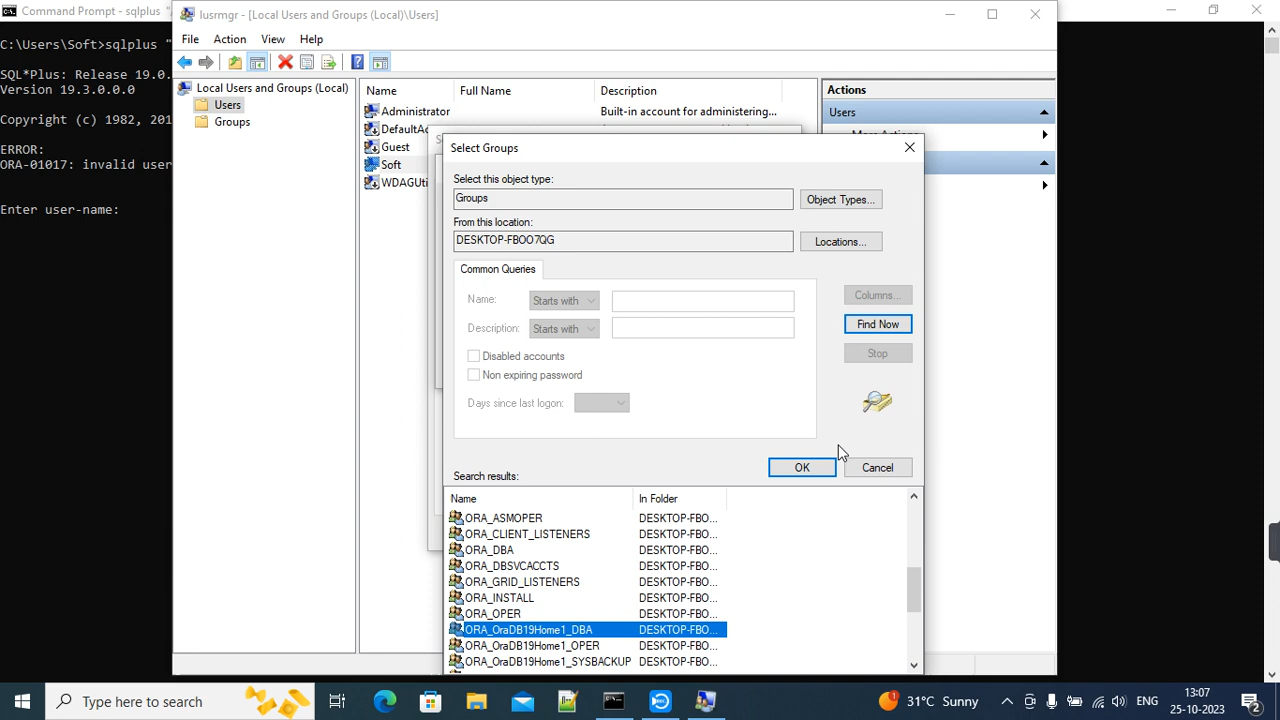 Command Prompt - sqlplus "
lusrmgr - [Local Users and Groups (Local)\Users]
File Action View Help
C:\Users\Soft>sqlplus "
SQL*Plus: Release 19.0.
Version 19.3.0.0.0
Copyright (c) 1982, 201
ERROR:
ORA-01017: invalid user
Enter user-name:
Local Users and Groups (Local)
Users
Groups
Name Full Name Description
Administrator Built-in account for administering...
DefaultAc
Guest
Soft
WDAGUti
Actions
Users
More Actions
Select Groups
Select this object type:
Groups
Object Types...
From this location:
DESKTOP-FBOO7QG
Locations...
Common Queries
Name: Starts with
Description: Starts with
Disabled accounts
Non expiring password
Days since last logon:
Columns...
Find Now
Stop
OK
Cancel
Search results:
Name In Folder
ORA_ASMOPER DESKTOP-FBO...
ORA_CLIENT_LISTENERS DESKTOP-FBO...
ORA_DBA DESKTOP-FBO...
ORA_DBSVCACCTS DESKTOP-FBO...
ORA_GRID_LISTENERS DESKTOP-FBO...
ORA_INSTALL DESKTOP-FBO...
ORA_OPER DESKTOP-FBO...
ORA_OraDB19Home1_DBA DESKTOP-FBO...
ORA_OraDB19Home1_OPER DESKTOP-FBO...
ORA_OraDB19Home1_SYSBACKUP DESKTOP-FBO...
Type here to search
1
31°C Sunny
ENG
13:07
25-10-2023
2